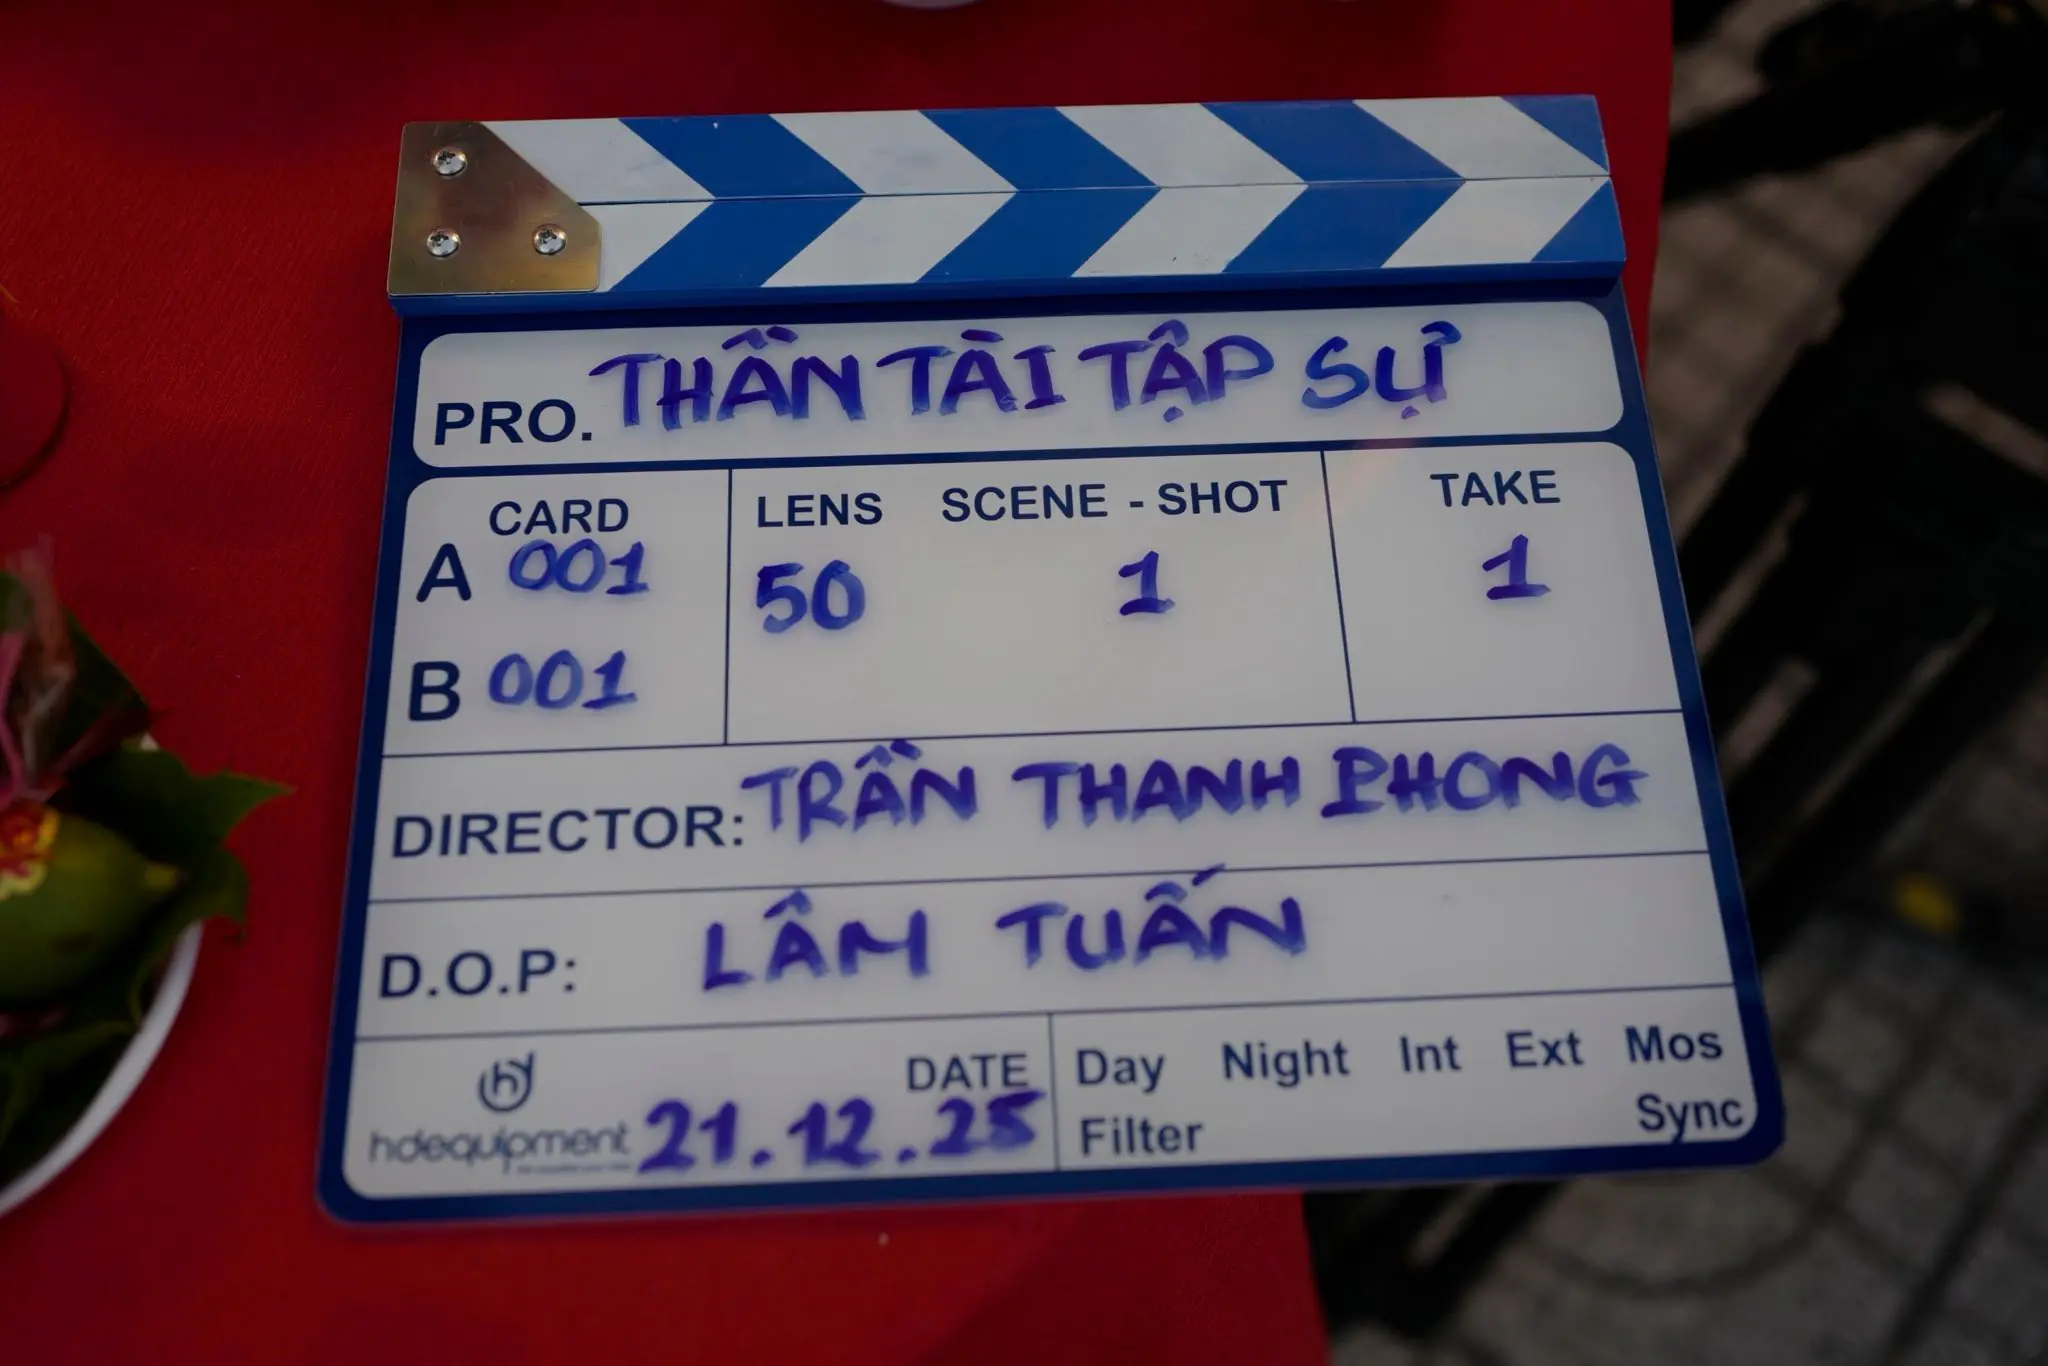 PRO. THẦN TÀI TẬP SỰ
CARD LENS SCENE - SHOT TAKE
A 001 50 1 1
B 001
DIRECTOR: TRẦN THANH PHONG
D.O.P: LÂM TUẤN
DATE Day Night Int Ext Mos
hdequipment 21.12.25 Filter Sync